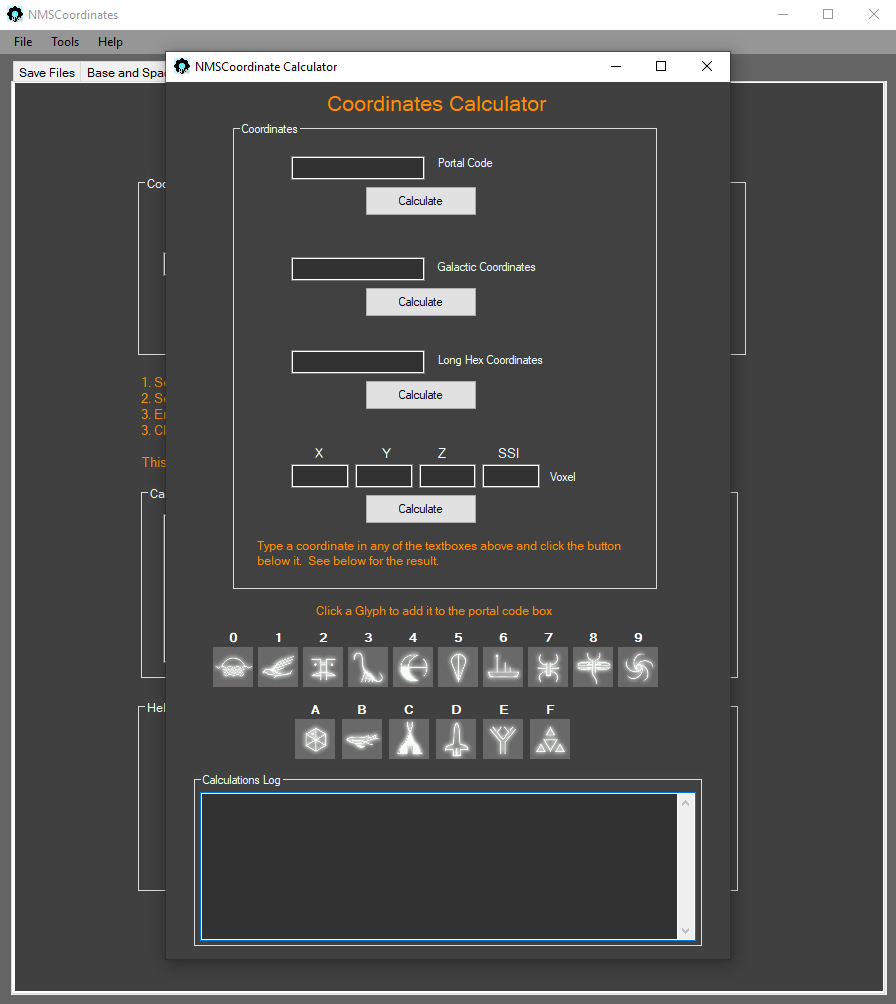 NMSCoordinates
File Tools Help
Save Files Base and Spa
NMSCoordinate Calculator
Coordinates Calculator
Coordinates
Portal Code
Calculate
Galactic Coordinates
Calculate
Long Hex Coordinates
Calculate
X Y Z SSI
Voxel
Calculate
Type a coordinate in any of the textboxes above and click the button
below it. See below for the result.
Click a Glyph to add it to the portal code box
0 1 2 3 4 5 6 7 8 9
A B C D E F
Calculations Log
Coo
1. Se
2. Se
3. En
3. Cl
This
Ca
Hel